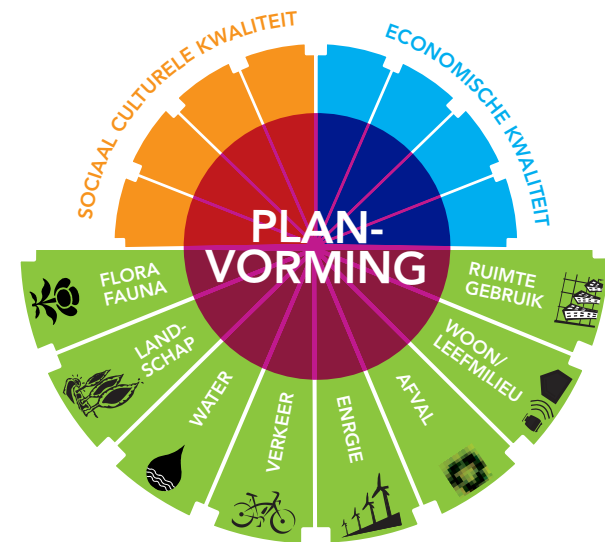 SOCIAAL CULTURELE KWALITEIT
ECONOMISCHE KWALITEIT
PLAN-
VORMING
FLORA
FAUNA
LAND-
SCHAP
WATER
VERKEER
ENRGIE
AFVAL
WOON/
LEEFMILIEU
RUIMTE
GEBRUIK